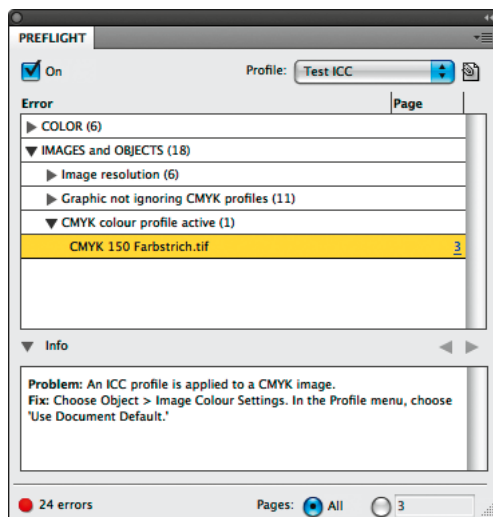 PREFLIGHT
On
Profile: Test ICC
Error Page
COLOR (6)
IMAGES and OBJECTS (18)
Image resolution (6)
Graphic not ignoring CMYK profiles (11)
CMYK colour profile active (1)
CMYK 150 Farbstrich.tif 3
Info
Problem: An ICC profile is applied to a CMYK image.
Fix: Choose Object > Image Colour Settings. In the Profile menu, choose
'Use Document Default.'
24 errors Pages: All 3